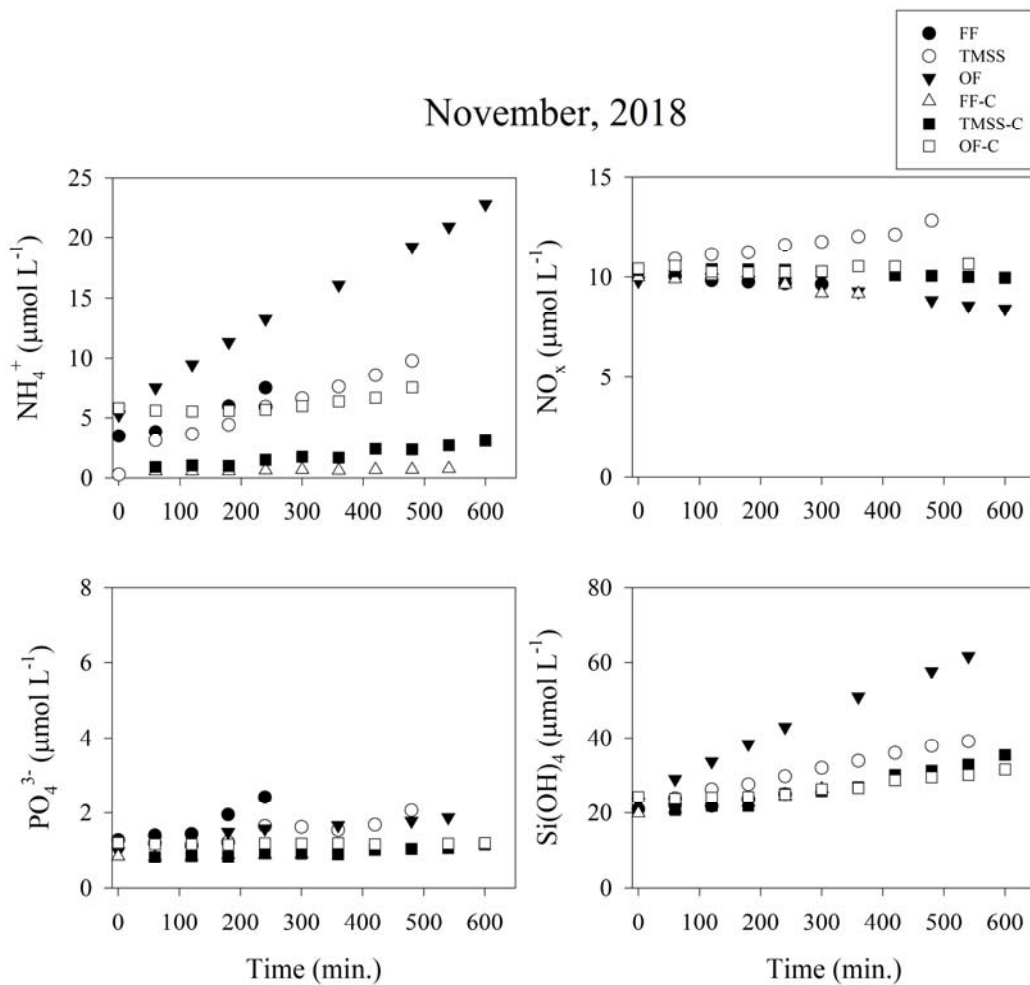 FF
TMSS
OF
FF-C
TMSS-C
OF-C
November, 2018
NH₄⁺ (µmol L⁻¹)
25
20
15
10
5
0
0 100 200 300 400 500 600
NOₓ (µmol L⁻¹)
15
10
5
0
0 100 200 300 400 500 600
PO₄³⁻ (µmol L⁻¹)
8
6
4
2
0
0 100 200 300 400 500 600
Time (min.)
Si(OH)₄ (µmol L⁻¹)
80
60
40
20
0
0 100 200 300 400 500 600
Time (min.)